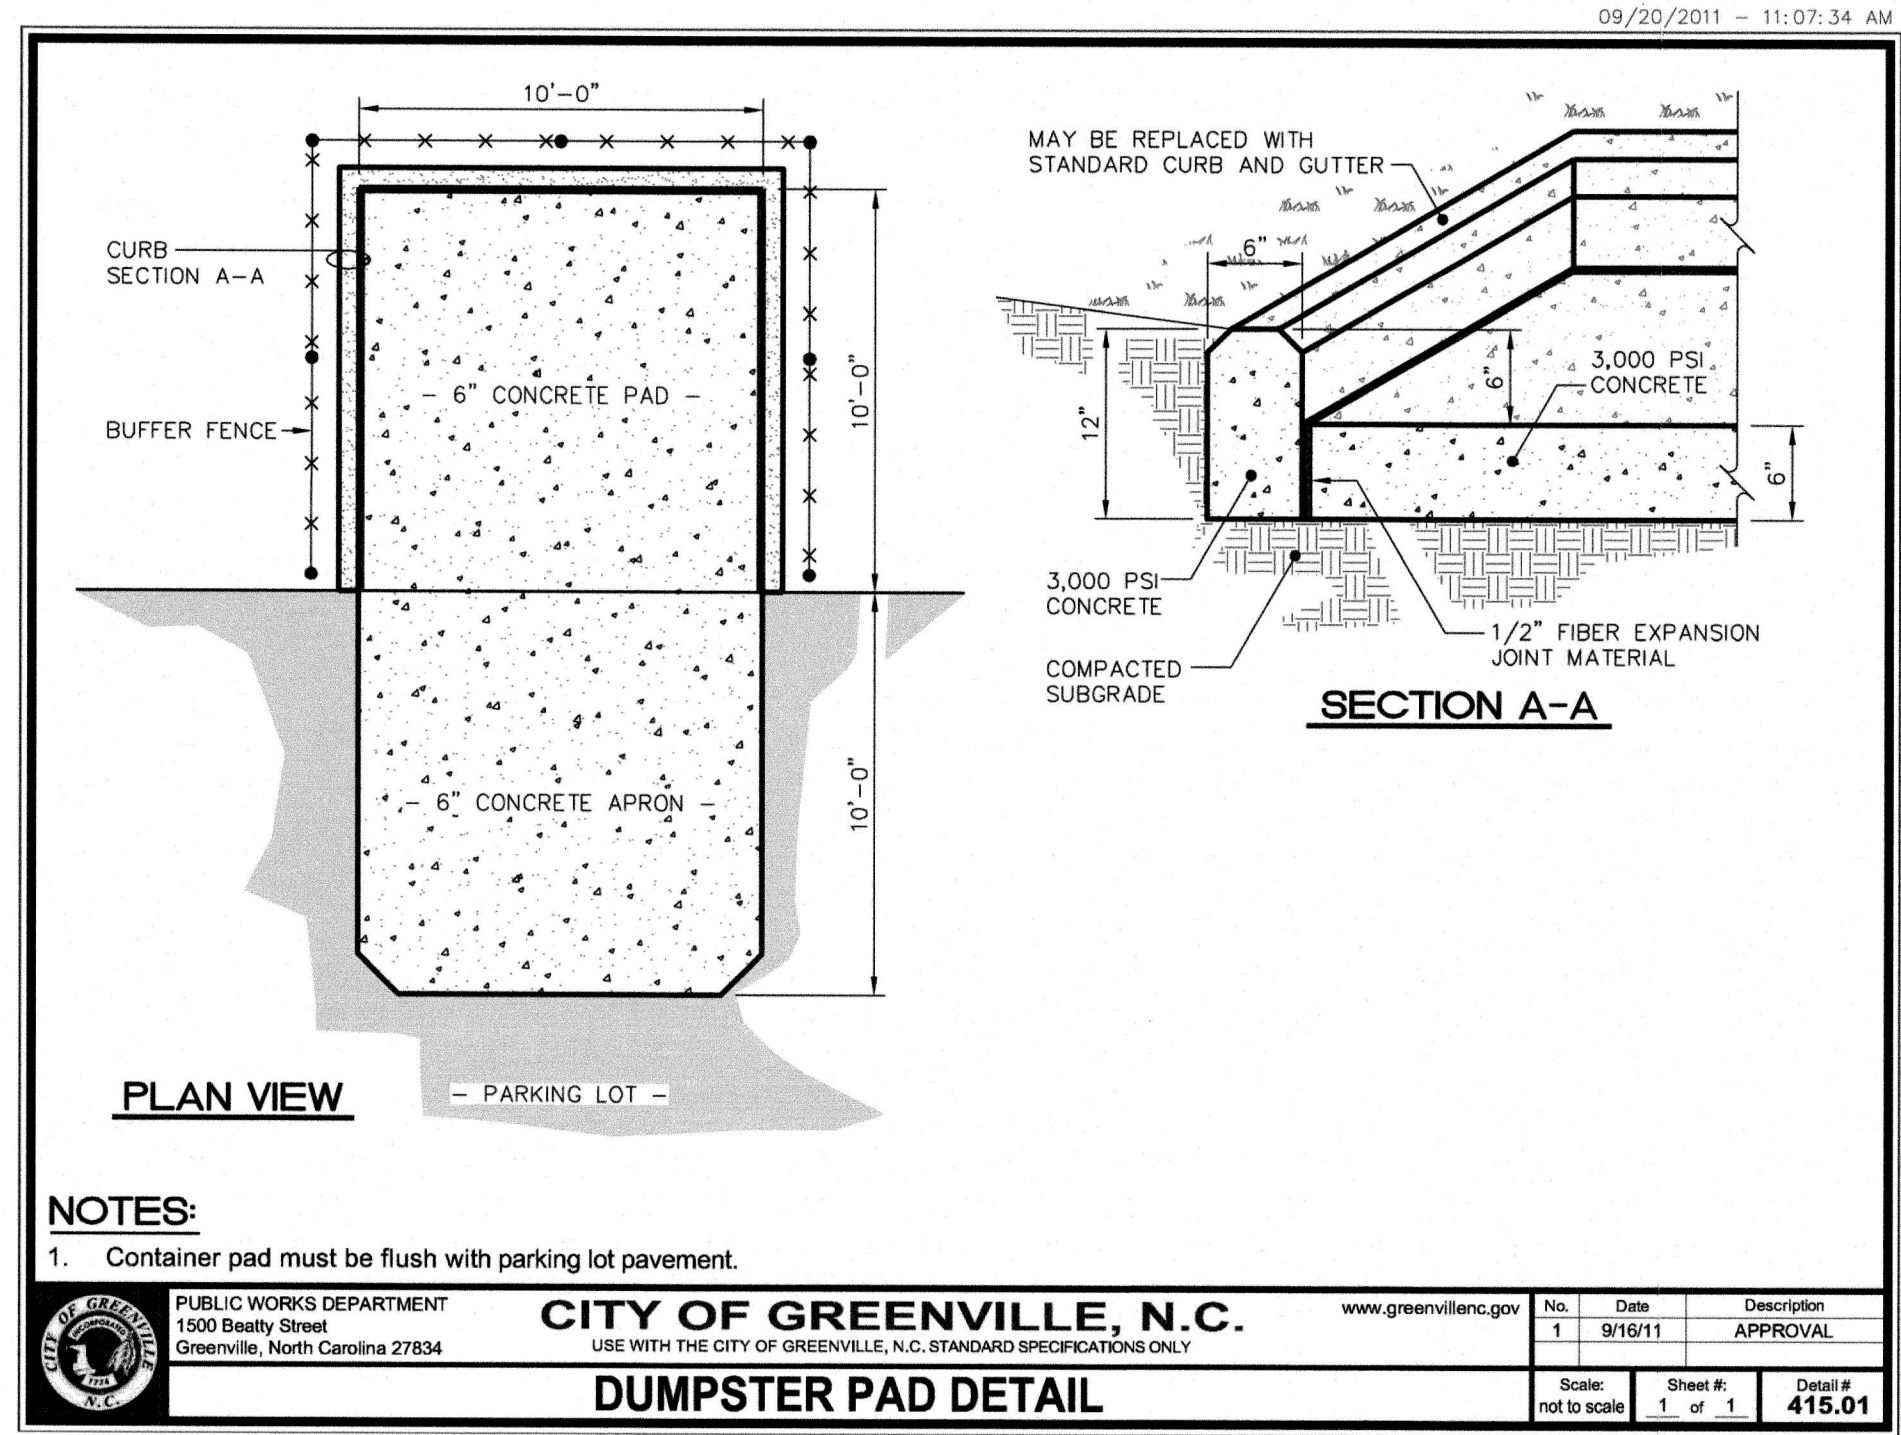 09/20/2011 – 11:07:34 AM
10'–0"
CURB
SECTION A–A
BUFFER FENCE
– 6" CONCRETE PAD –
10'–0"
– 6" CONCRETE APRON –
10'–0"
PLAN VIEW
– PARKING LOT –
MAY BE REPLACED WITH
STANDARD CURB AND GUTTER
6"
12"
6"
3,000 PSI
CONCRETE
6"
3,000 PSI
CONCRETE
COMPACTED
SUBGRADE
1/2" FIBER EXPANSION
JOINT MATERIAL
SECTION A-A
NOTES:
1. Container pad must be flush with parking lot pavement.
CITY OF GREENVILLE
INCORPORATED
1774
N.C.
PUBLIC WORKS DEPARTMENT
1500 Beatty Street
Greenville, North Carolina 27834
CITY OF GREENVILLE, N.C.
USE WITH THE CITY OF GREENVILLE, N.C. STANDARD SPECIFICATIONS ONLY
www.greenvillenc.gov
DUMPSTER PAD DETAIL
No. Date Description
1 9/16/11 APPROVAL
Scale: not to scale
Sheet #: 1 of 1
Detail # 415.01